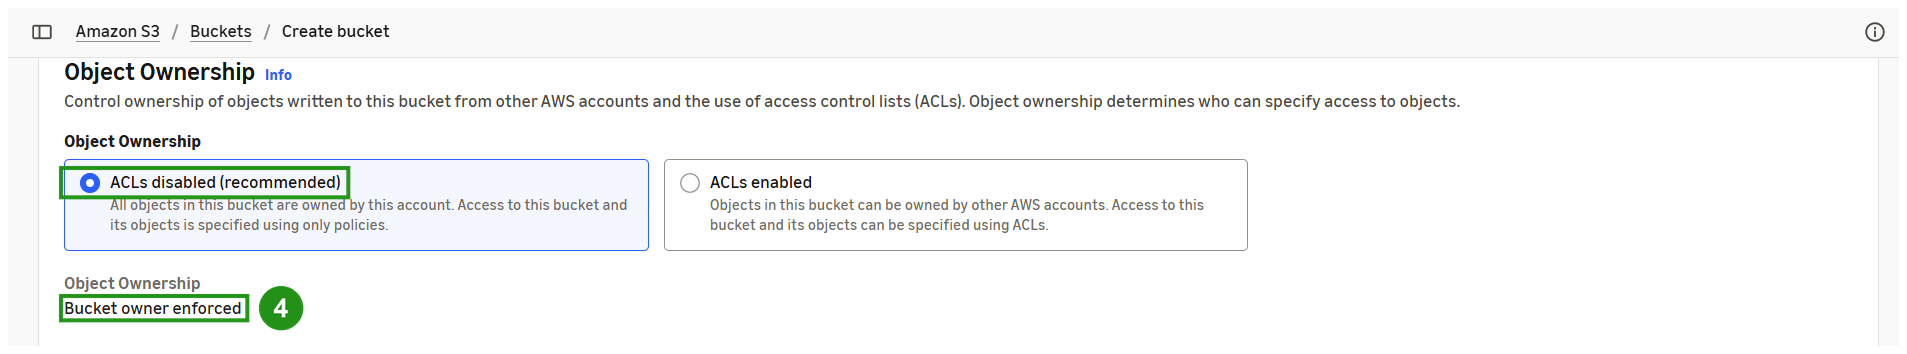 Amazon S3 / Buckets / Create bucket
Object Ownership Info
Control ownership of objects written to this bucket from other AWS accounts and the use of access control lists (ACLs). Object ownership determines who can specify access to objects.
Object Ownership
ACLs disabled (recommended)
All objects in this bucket are owned by this account. Access to this bucket and
its objects is specified using only policies.
ACLs enabled
Objects in this bucket can be owned by other AWS accounts. Access to this
bucket and its objects can be specified using ACLs.
Object Ownership
Bucket owner enforced 4